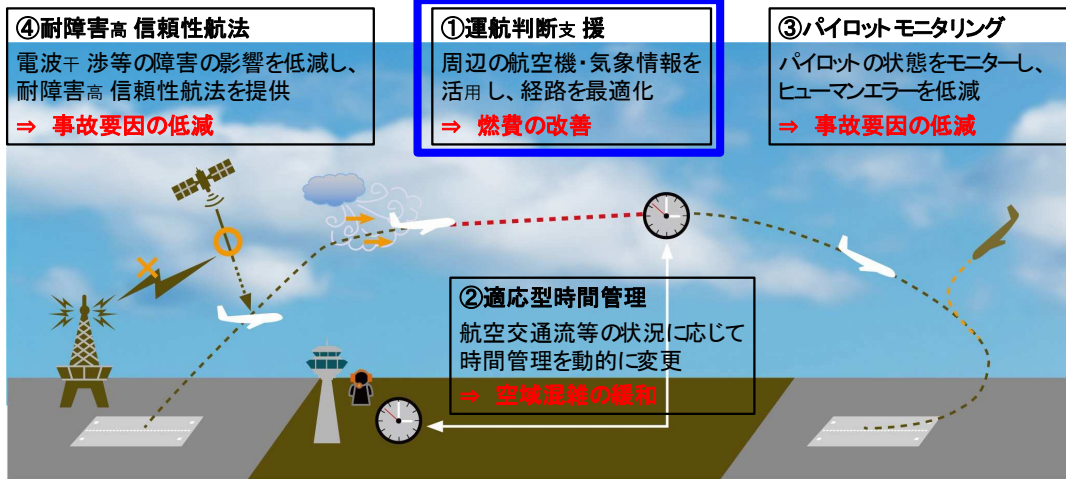 ④耐障害高信頼性航法
電波干渉等の障害の影響を低減し、
耐障害高信頼性航法を提供
⇒ 事故要因の低減
①運航判断支援
周辺の航空機・気象情報を
活用し、経路を最適化
⇒ 燃費の改善
③パイロットモニタリング
パイロットの状態をモニターし、
ヒューマンエラーを低減
⇒ 事故要因の低減
②適応型時間管理
航空交通流等の状況に応じて
時間管理を動的に変更
⇒ 空域混雑の緩和